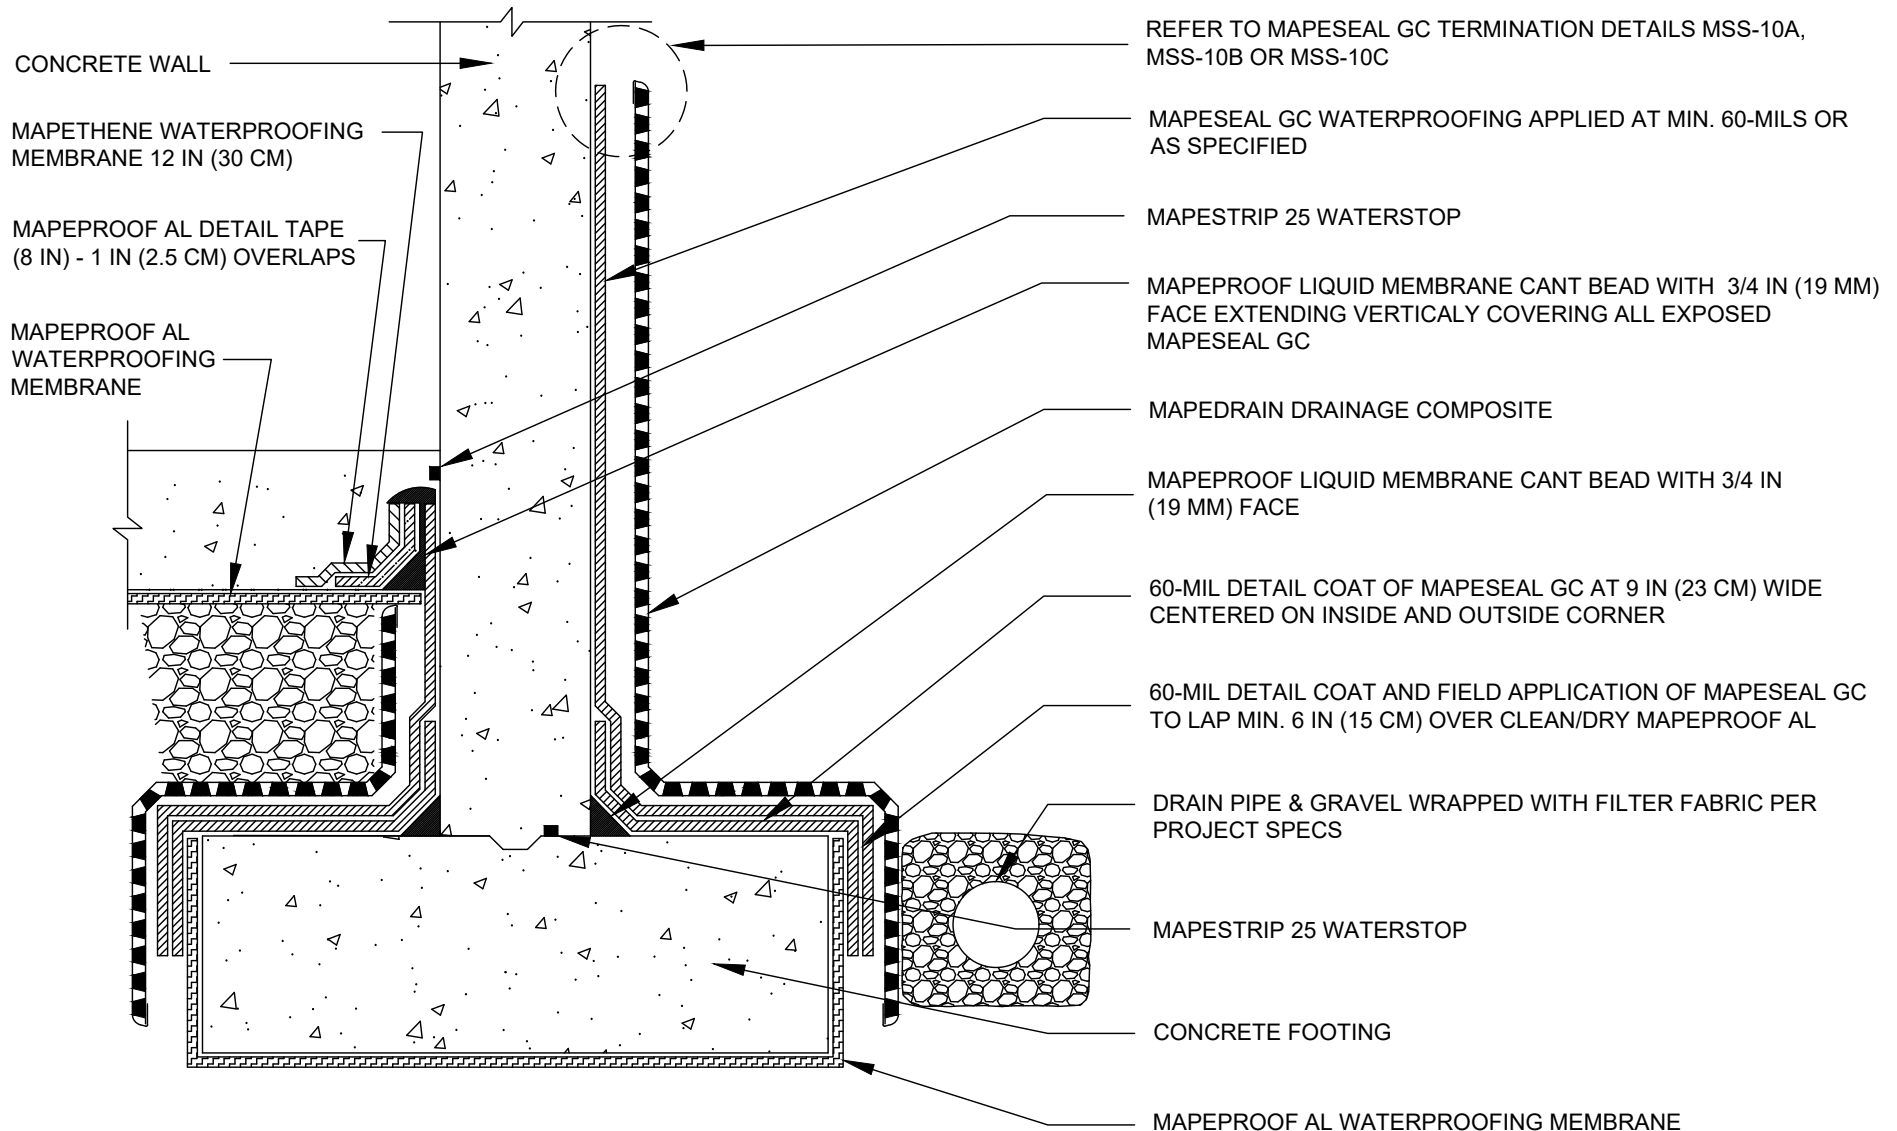 CONCRETE WALL
MAPETHENE WATERPROOFING
MEMBRANE 12 IN (30 CM)
MAPEPROOF AL DETAIL TAPE
(8 IN) - 1 IN (2.5 CM) OVERLAPS
MAPEPROOF AL
WATERPROOFING
MEMBRANE
REFER TO MAPESEAL GC TERMINATION DETAILS MSS-10A,
MSS-10B OR MSS-10C
MAPESEAL GC WATERPROOFING APPLIED AT MIN. 60-MILS OR
AS SPECIFIED
MAPESTRIP 25 WATERSTOP
MAPEPROOF LIQUID MEMBRANE CANT BEAD WITH 3/4 IN (19 MM)
FACE EXTENDING VERTICALY COVERING ALL EXPOSED
MAPESEAL GC
MAPEDRAIN DRAINAGE COMPOSITE
MAPEPROOF LIQUID MEMBRANE CANT BEAD WITH 3/4 IN
(19 MM) FACE
60-MIL DETAIL COAT OF MAPESEAL GC AT 9 IN (23 CM) WIDE
CENTERED ON INSIDE AND OUTSIDE CORNER
60-MIL DETAIL COAT AND FIELD APPLICATION OF MAPESEAL GC
TO LAP MIN. 6 IN (15 CM) OVER CLEAN/DRY MAPEPROOF AL
DRAIN PIPE & GRAVEL WRAPPED WITH FILTER FABRIC PER
PROJECT SPECS
MAPESTRIP 25 WATERSTOP
CONCRETE FOOTING
MAPEPROOF AL WATERPROOFING MEMBRANE